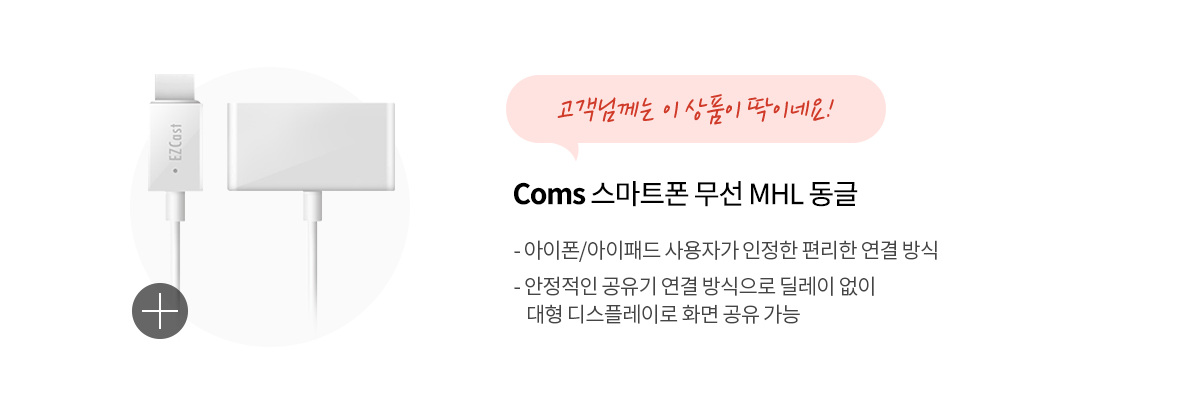 EZCast
고객님께는 이 상품이 딱이네요!
Coms 스마트폰 무선 MHL 동글
- 아이폰/아이패드 사용자가 인정한 편리한 연결 방식
- 안정적인 공유기 연결 방식으로 딜레이 없이
대형 디스플레이로 화면 공유 가능